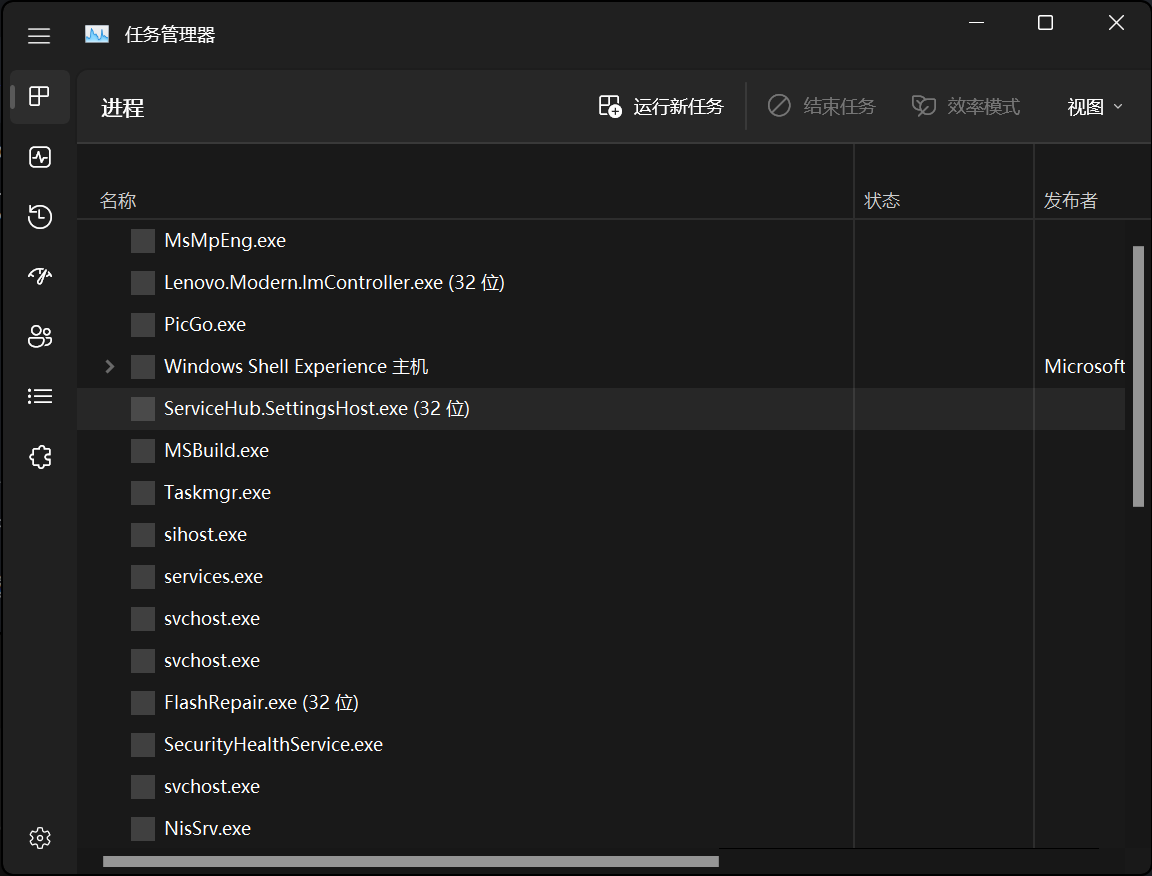 任务管理器
进程
运行新任务
结束任务
效率模式
视图
名称
状态
发布者
MsMpEng.exe
Lenovo.Modern.ImController.exe (32 位)
PicGo.exe
Windows Shell Experience 主机
Microsoft
ServiceHub.SettingsHost.exe (32 位)
MSBuild.exe
Taskmgr.exe
sihost.exe
services.exe
svchost.exe
svchost.exe
FlashRepair.exe (32 位)
SecurityHealthService.exe
svchost.exe
NisSrv.exe